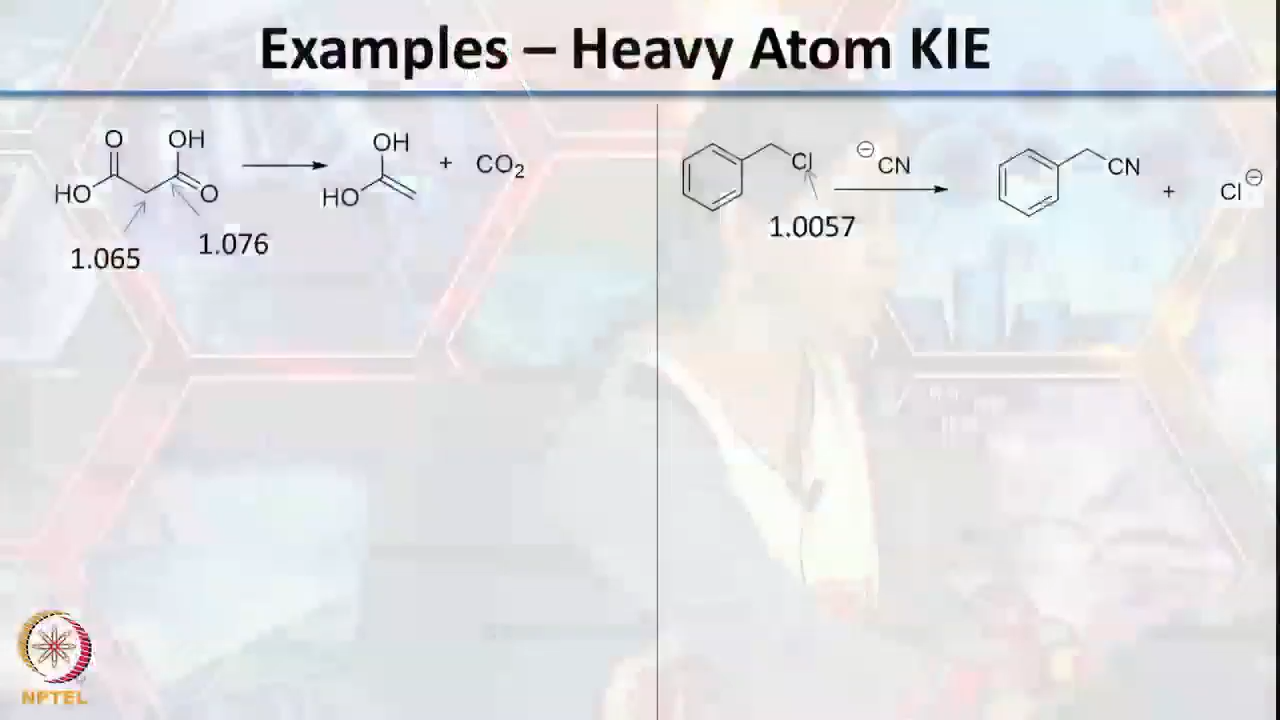 Examples – Heavy Atom KIE
O OH
HO O
OH
HO
+ CO₂
1.065
1.076
Cl
⊖CN
1.0057
CN
+ Cl⊖
NPTEL